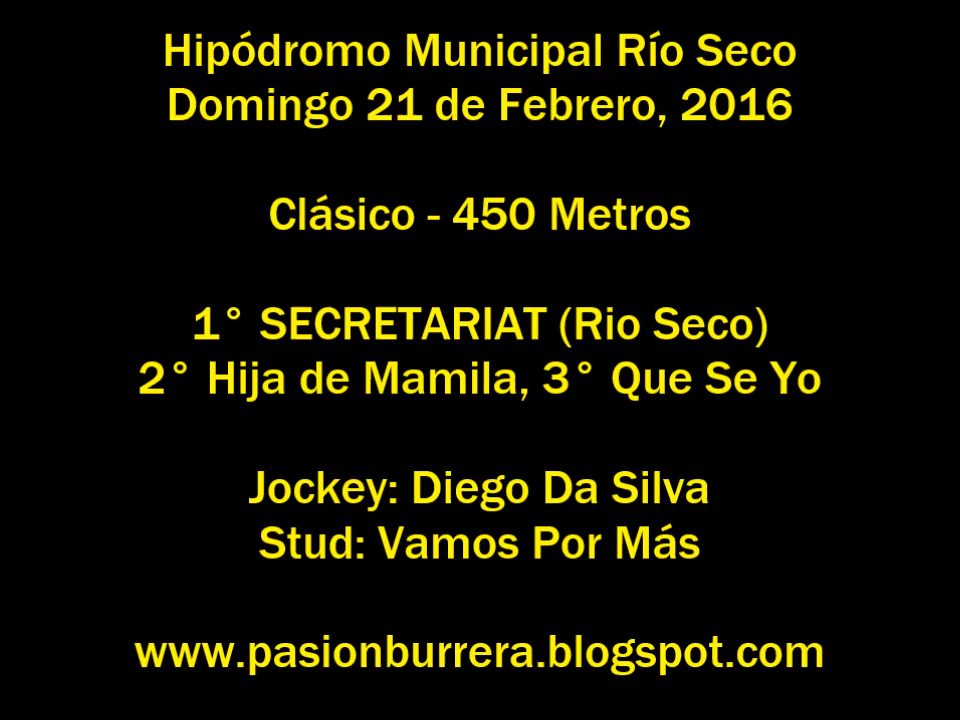 Hipódromo Municipal Río Seco
Domingo 21 de Febrero, 2016
Clásico - 450 Metros
1° SECRETARIAT (Rio Seco)
2° Hija de Mamila, 3° Que Se Yo
Jockey: Diego Da Silva
Stud: Vamos Por Más
www.pasionburrera.blogspot.com